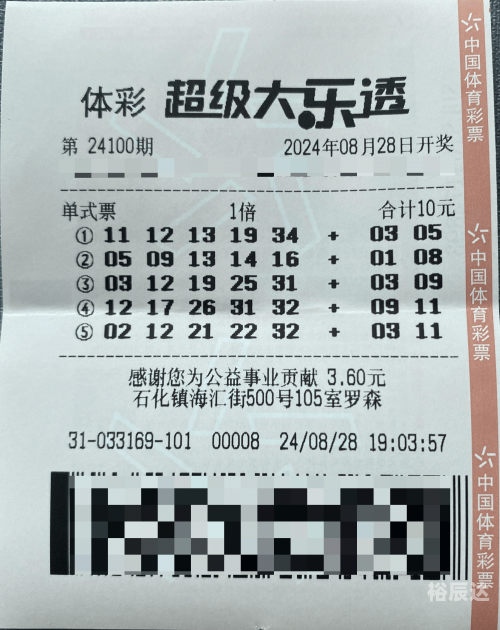 体彩 超级大乐透
第 24100期 2024年08月28日开奖
单式票 1倍 合计10元
① 11 12 13 19 34 + 03 05
② 05 09 13 14 16 + 01 08
③ 03 12 19 25 31 + 03 09
④ 12 17 26 31 32 + 09 11
⑤ 02 12 21 22 32 + 03 11
感谢您为公益事业贡献 3.60元
石化镇海汇街500号105室罗森
31-033169-101 00008 24/08/28 19:03:57
中国体育彩票
中国体育彩票
中国体育彩票
裕辰达